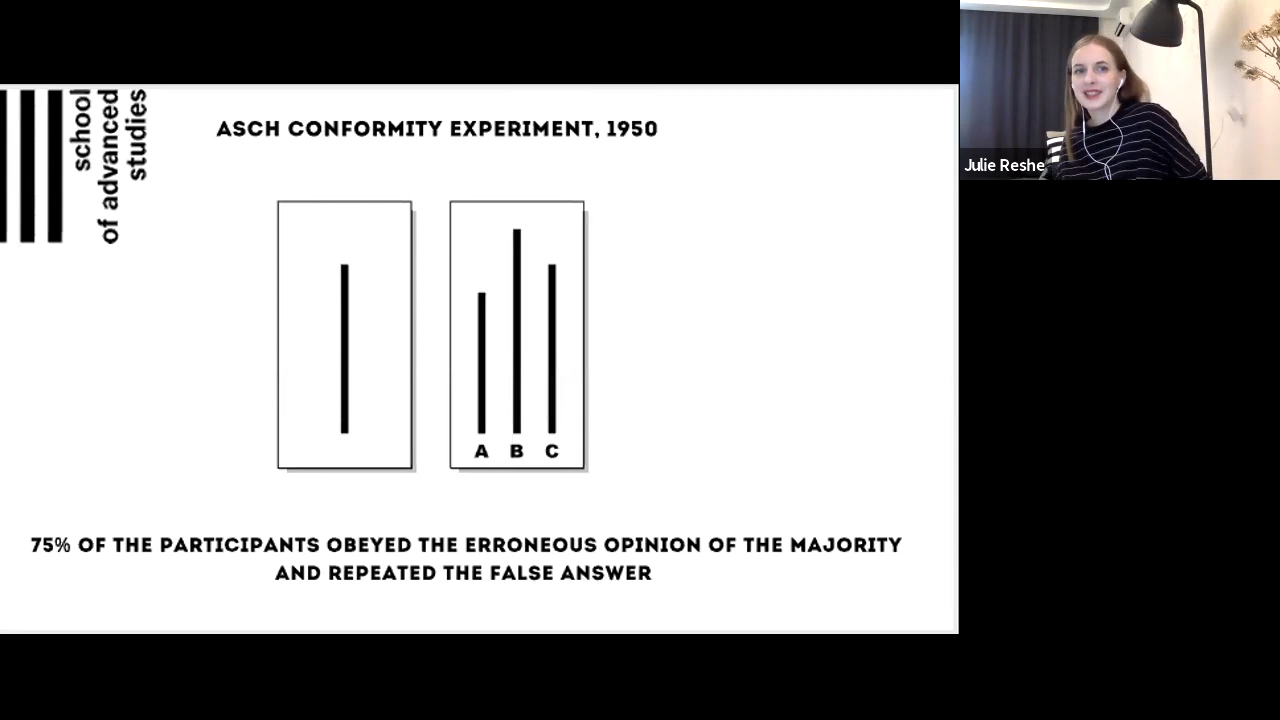 school
of advanced
studies
ASCH CONFORMITY EXPERIMENT, 1950
A B C
75% OF THE PARTICIPANTS OBEYED THE ERRONEOUS OPINION OF THE MAJORITY
AND REPEATED THE FALSE ANSWER
Julie Reshe